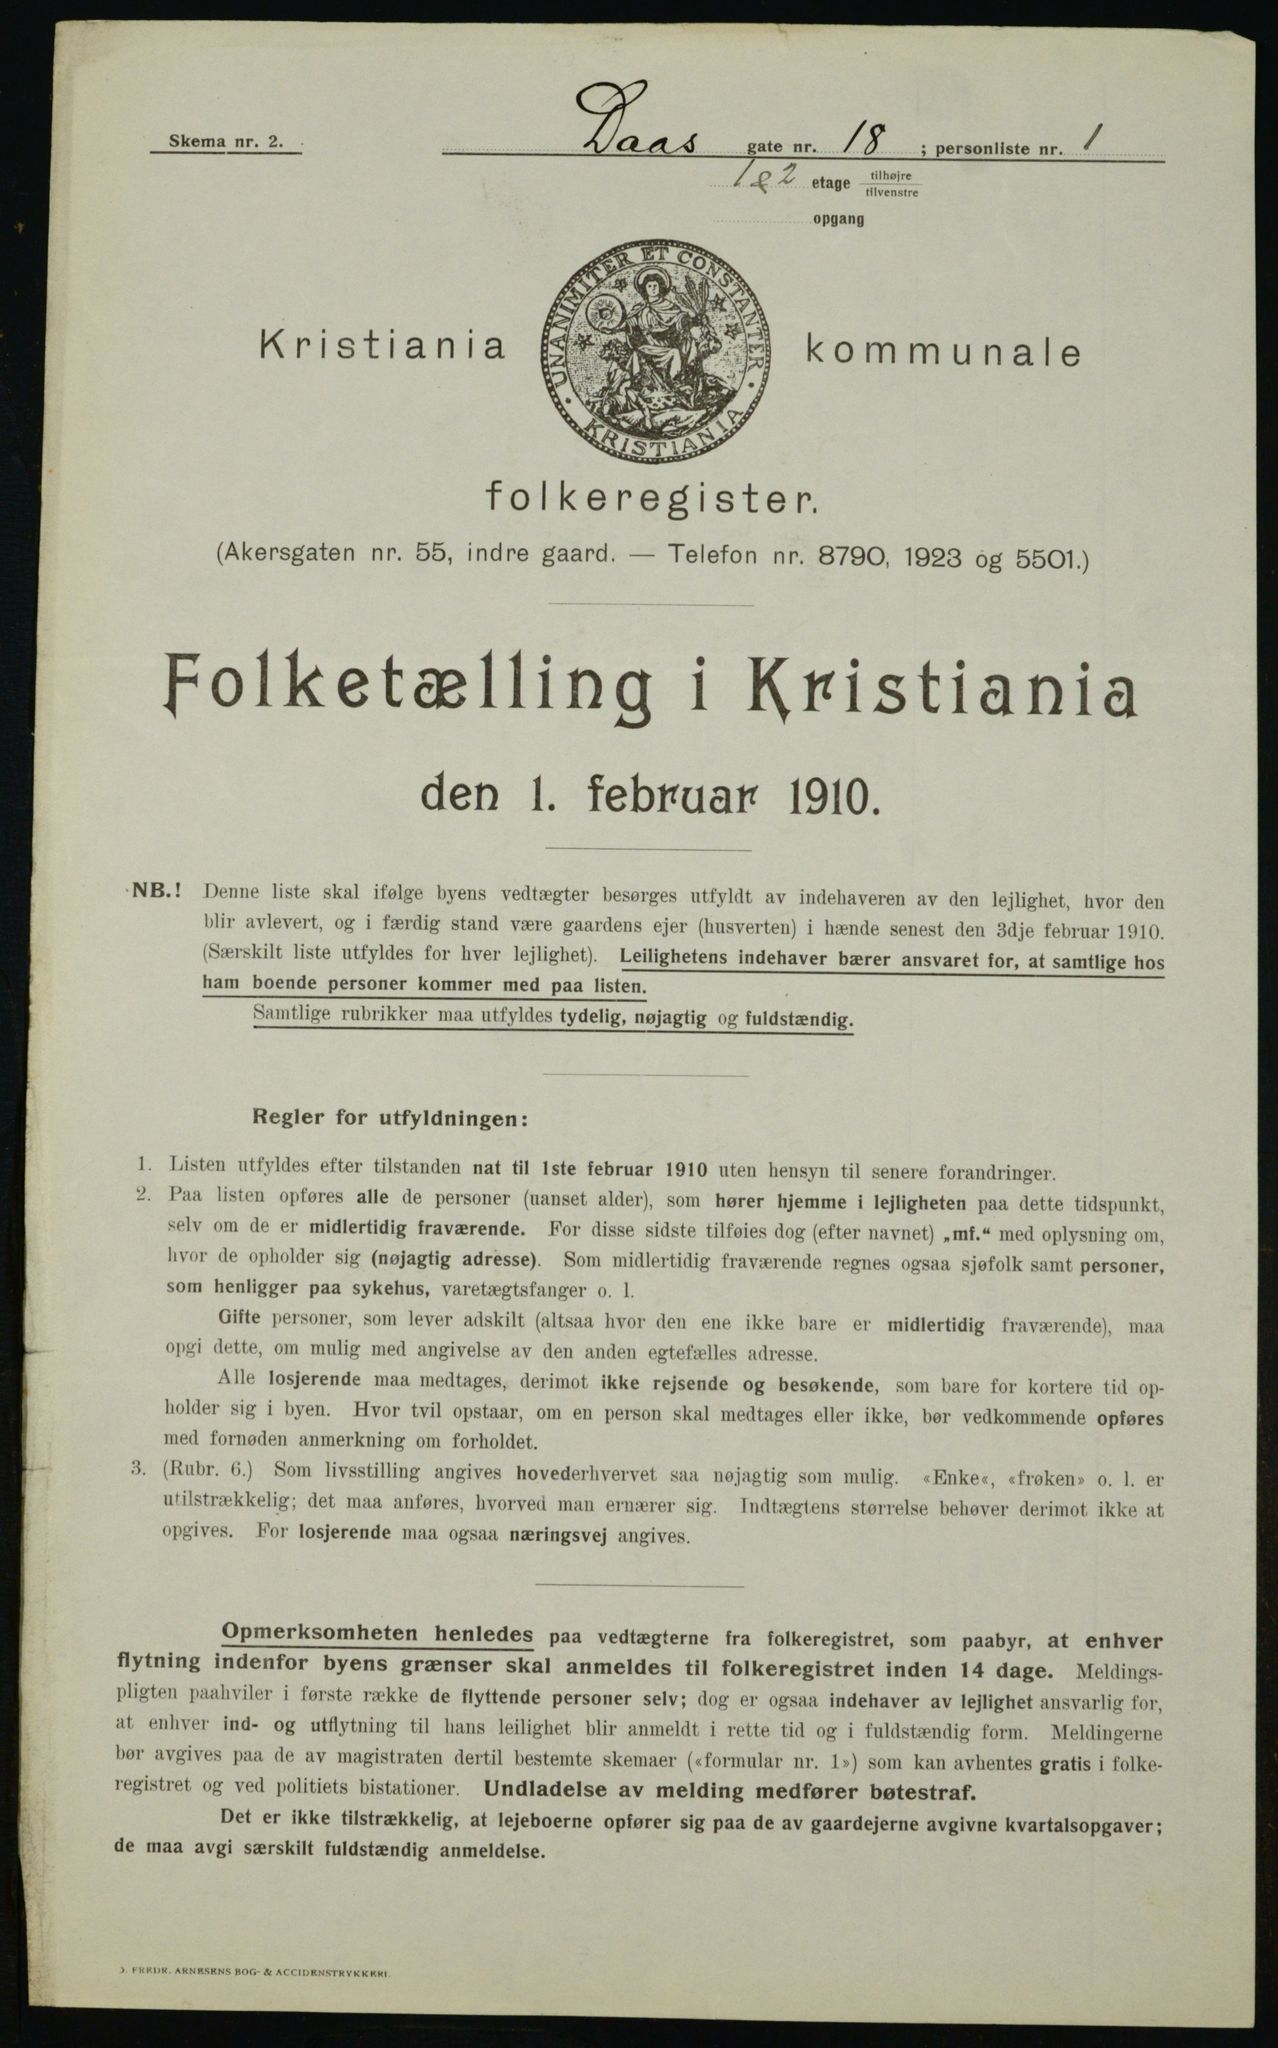 Skema nr. 2.
Daas gate nr. 18 ; personliste nr. 1
1 & 2 etage tilhøjre
tilvenstre
opgang
UNANIMITER ET CONSTANTER
KRISTIANIA
Kristiania kommunale
folkeregister.
(Akersgaten nr. 55, indre gaard. — Telefon nr. 8790, 1923 og 5501.)
Folketælling i Kristiania
den 1. februar 1910.
NB.! Denne liste skal ifølge byens vedtægter besørges utfyldt av indehaveren av den lejlighet, hvor den
blir avlevert, og i færdig stand være gaardens ejer (husverten) i hænde senest den 3dje februar 1910.
(Særskilt liste utfyldes for hver lejlighet). Leilighetens indehaver bærer ansvaret for, at samtlige hos
ham boende personer kommer med paa listen.
Samtlige rubrikker maa utfyldes tydelig, nøjagtig og fuldstændig.
Regler for utfyldningen:
1. Listen utfyldes efter tilstanden nat til 1ste februar 1910 uten hensyn til senere forandringer.
2. Paa listen opføres alle de personer (uanset alder), som hører hjemme i lejligheten paa dette tidspunkt,
selv om de er midlertidig fraværende. For disse sidste tilføies dog (efter navnet) „mf.“ med oplysning om,
hvor de opholder sig (nøjagtig adresse). Som midlertidig fraværende regnes ogsaa sjøfolk samt personer,
som henligger paa sykehus, varetægtsfanger o. l.
Gifte personer, som lever adskilt (altsaa hvor den ene ikke bare er midlertidig fraværende), maa
opgi dette, om mulig med angivelse av den anden egtefælles adresse.
Alle losjerende maa medtages, derimot ikke rejsende og besøkende, som bare for kortere tid op-
holder sig i byen. Hvor tvil opstaar, om en person skal medtages eller ikke, bør vedkommende opføres
med fornøden anmerkning om forholdet.
3. (Rubr. 6.) Som livsstilling angives hovederhvervet saa nøjagtig som mulig. «Enke«, «frøken» o. l. er
utilstrækkelig; det maa anføres, hvorved man ernærer sig. Indtægtens størrelse behøver derimot ikke at
opgives. For losjerende maa ogsaa næringsvej angives.
Opmerksomheten henledes paa vedtægterne fra folkeregistret, som paabyr, at enhver
flytning indenfor byens grænser skal anmeldes til folkeregistret inden 14 dage. Meldings-
pligten paahviler i første række de flyttende personer selv; dog er ogsaa indehaver av lejlighet ansvarlig for,
at enhver ind- og utflytning til hans leilighet blir anmeldt i rette tid og i fuldstændig form. Meldingerne
bør avgives paa de av magistraten dertil bestemte skemaer («formular nr. 1») som kan avhentes gratis i folke-
registret og ved politiets bistationer. Undladelse av melding medfører bøtestraf.
Det er ikke tilstrækkelig, at lejeboerne opfører sig paa de av gaardejerne avgivne kvartalsopgaver;
de maa avgi særskilt fuldstændig anmeldelse.
O. FREDR. ARNESENS BOG- & ACCIDENSTRYKKERI.